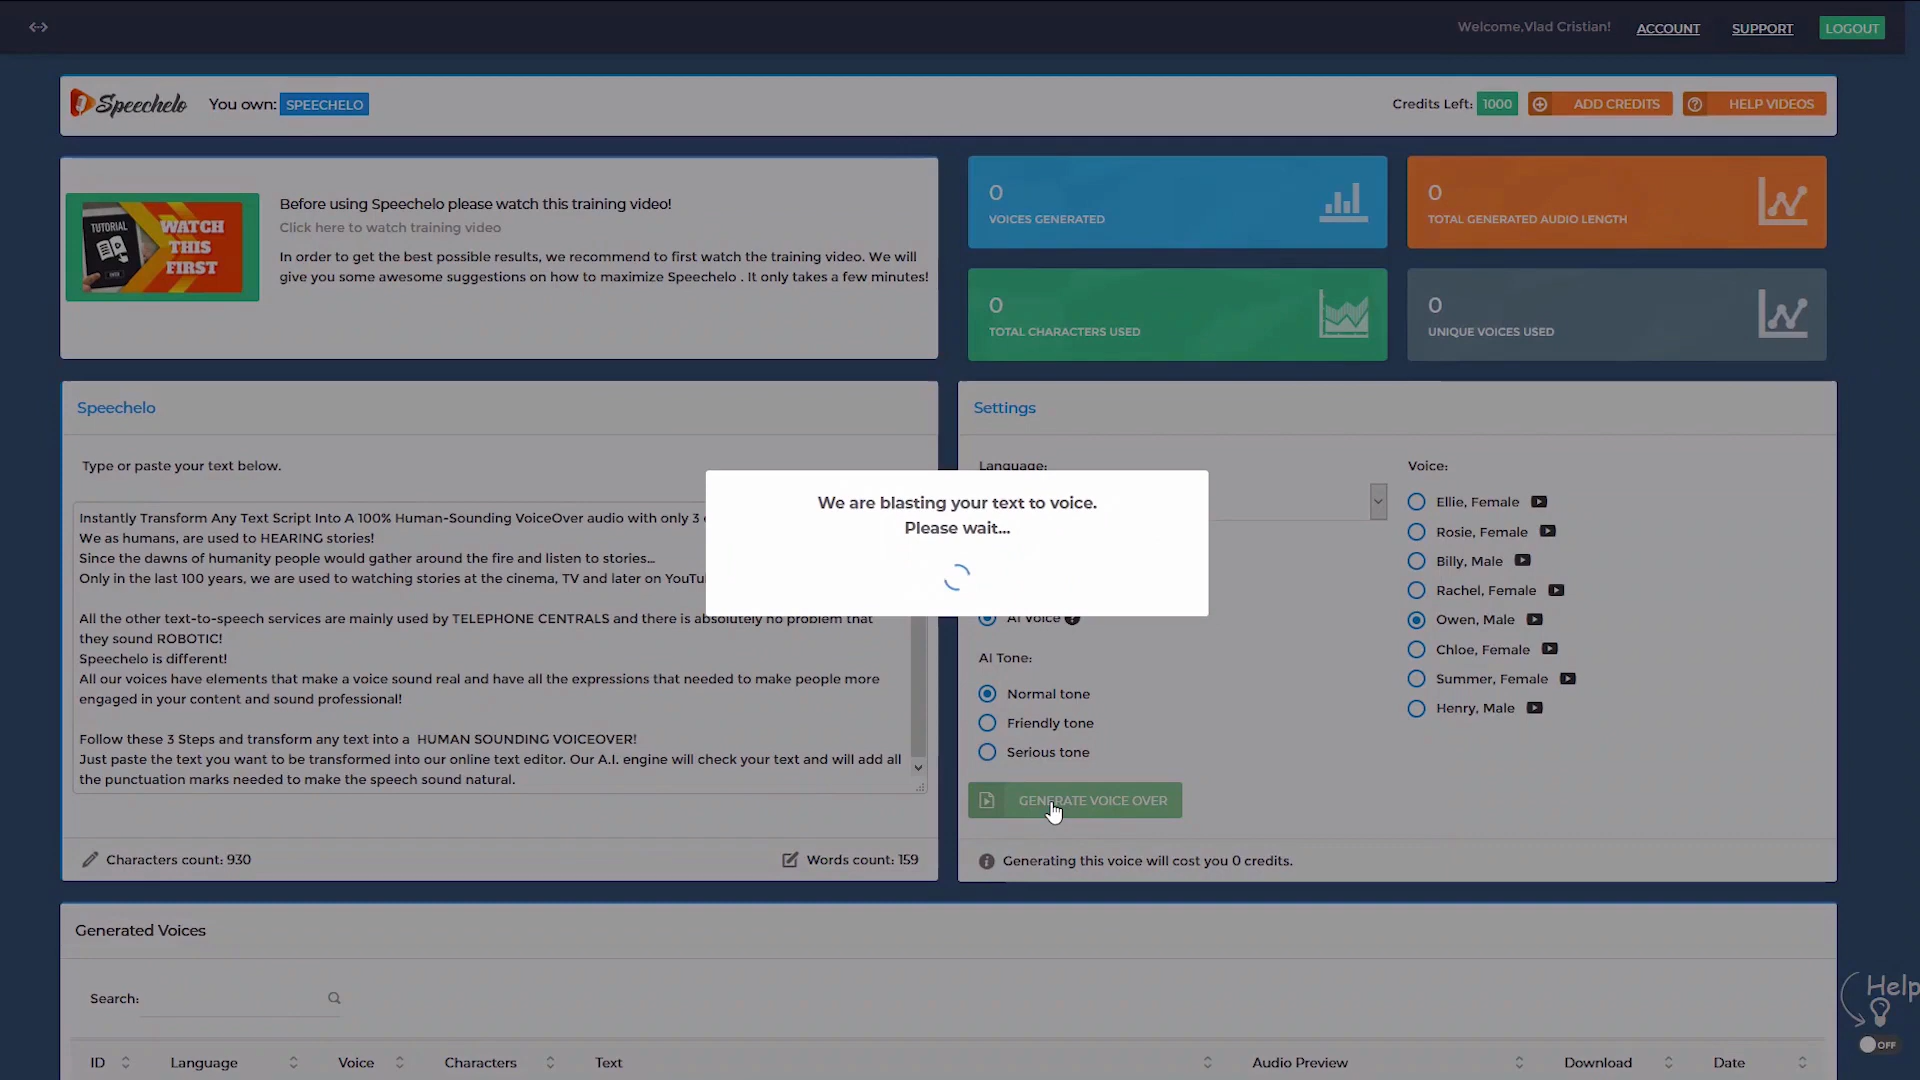 Welcome,Vlad Cristian!
ACCOUNT
SUPPORT
LOGOUT
Speechelo
You own: SPEECHELO
Credits Left: 1000
ADD CREDITS
HELP VIDEOS
TUTORIAL
WATCH
THIS
FIRST
Before using Speechelo please watch this training video!
Click here to watch training video
In order to get the best possible results, we recommend to first watch the training video. We will
give you some awesome suggestions on how to maximize Speechelo . It only takes a few minutes!
0
VOICES GENERATED
0
TOTAL GENERATED AUDIO LENGTH
0
TOTAL CHARACTERS USED
0
UNIQUE VOICES USED
Speechelo
Type or paste your text below.
Instantly Transform Any Text Script Into A 100% Human-Sounding VoiceOver audio with only 3
We as humans, are used to HEARING stories!
Since the dawns of humanity people would gather around the fire and listen to stories...
Only in the last 100 years, we are used to watching stories at the cinema, TV and later on YouTu
All the other text-to-speech services are mainly used by TELEPHONE CENTRALS and there is absolutely no problem that
they sound ROBOTIC!
Speechelo is different!
All our voices have elements that make a voice sound real and have all the expressions that needed to make people more
engaged in your content and sound professional!
Follow these 3 Steps and transform any text into a  HUMAN SOUNDING VOICEOVER!
Just paste the text you want to be transformed into our online text editor. Our A.I. engine will check your text and will add all
the punctuation marks needed to make the speech sound natural.
Characters count: 930
Words count: 159
We are blasting your text to voice.
Please wait...
Settings
Language:
AI Voice
AI Tone:
Normal tone
Friendly tone
Serious tone
Voice:
Ellie, Female
Rosie, Female
Billy, Male
Rachel, Female
Owen, Male
Chloe, Female
Summer, Female
Henry, Male
GENERATE VOICE OVER
Generating this voice will cost you 0 credits.
Generated Voices
Search:
ID
Language
Voice
Characters
Text
Audio Preview
Download
Date
Help
OFF